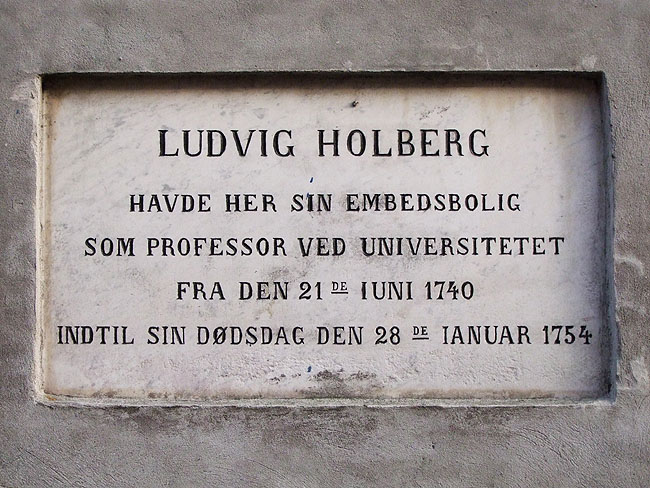 LUDVIG HOLBERG
HAVDE HER SIN EMBEDSBOLIG
SOM PROFESSOR VED UNIVERSITETET
FRA DEN 21 DE IUNI 1740
INDTIL SIN DØDSDAG DEN 28 DE IANUAR 1754